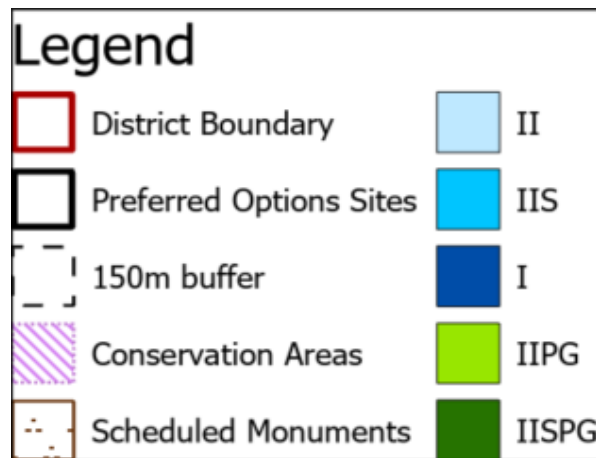 Legend
District Boundary
Preferred Options Sites
150m buffer
Conservation Areas
Scheduled Monuments
II
IIS
I
IIPG
IISPG